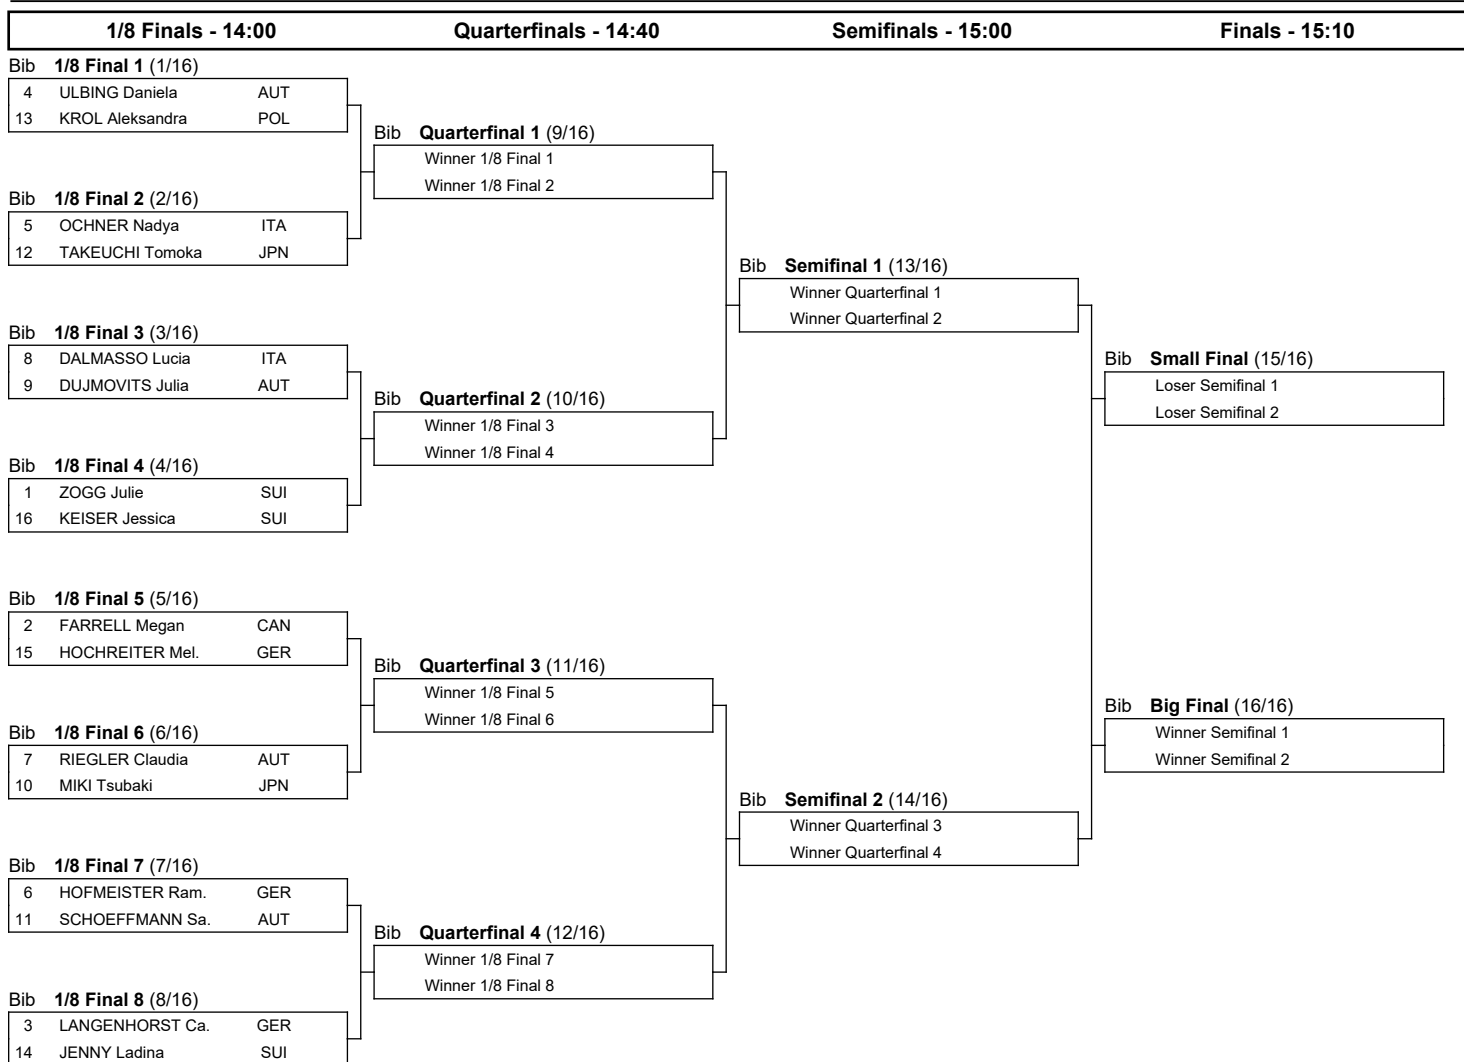 1/8 Finals - 14:00 Quarterfinals - 14:40 Semifinals - 15:00 Finals - 15:10
Bib 1/8 Final 1 (1/16)
4 ULBING Daniela AUT
13 KROL Aleksandra POL
Bib 1/8 Final 2 (2/16)
5 OCHNER Nadya ITA
12 TAKEUCHI Tomoka JPN
Bib 1/8 Final 3 (3/16)
8 DALMASSO Lucia ITA
9 DUJMOVITS Julia AUT
Bib 1/8 Final 4 (4/16)
1 ZOGG Julie SUI
16 KEISER Jessica SUI
Bib 1/8 Final 5 (5/16)
2 FARRELL Megan CAN
15 HOCHREITER Mel. GER
Bib 1/8 Final 6 (6/16)
7 RIEGLER Claudia AUT
10 MIKI Tsubaki JPN
Bib 1/8 Final 7 (7/16)
6 HOFMEISTER Ram. GER
11 SCHOEFFMANN Sa. AUT
Bib 1/8 Final 8 (8/16)
3 LANGENHORST Ca. GER
14 JENNY Ladina SUI
Bib Quarterfinal 1 (9/16)
Winner 1/8 Final 1
Winner 1/8 Final 2
Bib Quarterfinal 2 (10/16)
Winner 1/8 Final 3
Winner 1/8 Final 4
Bib Quarterfinal 3 (11/16)
Winner 1/8 Final 5
Winner 1/8 Final 6
Bib Quarterfinal 4 (12/16)
Winner 1/8 Final 7
Winner 1/8 Final 8
Bib Semifinal 1 (13/16)
Winner Quarterfinal 1
Winner Quarterfinal 2
Bib Semifinal 2 (14/16)
Winner Quarterfinal 3
Winner Quarterfinal 4
Bib Small Final (15/16)
Loser Semifinal 1
Loser Semifinal 2
Bib Big Final (16/16)
Winner Semifinal 1
Winner Semifinal 2